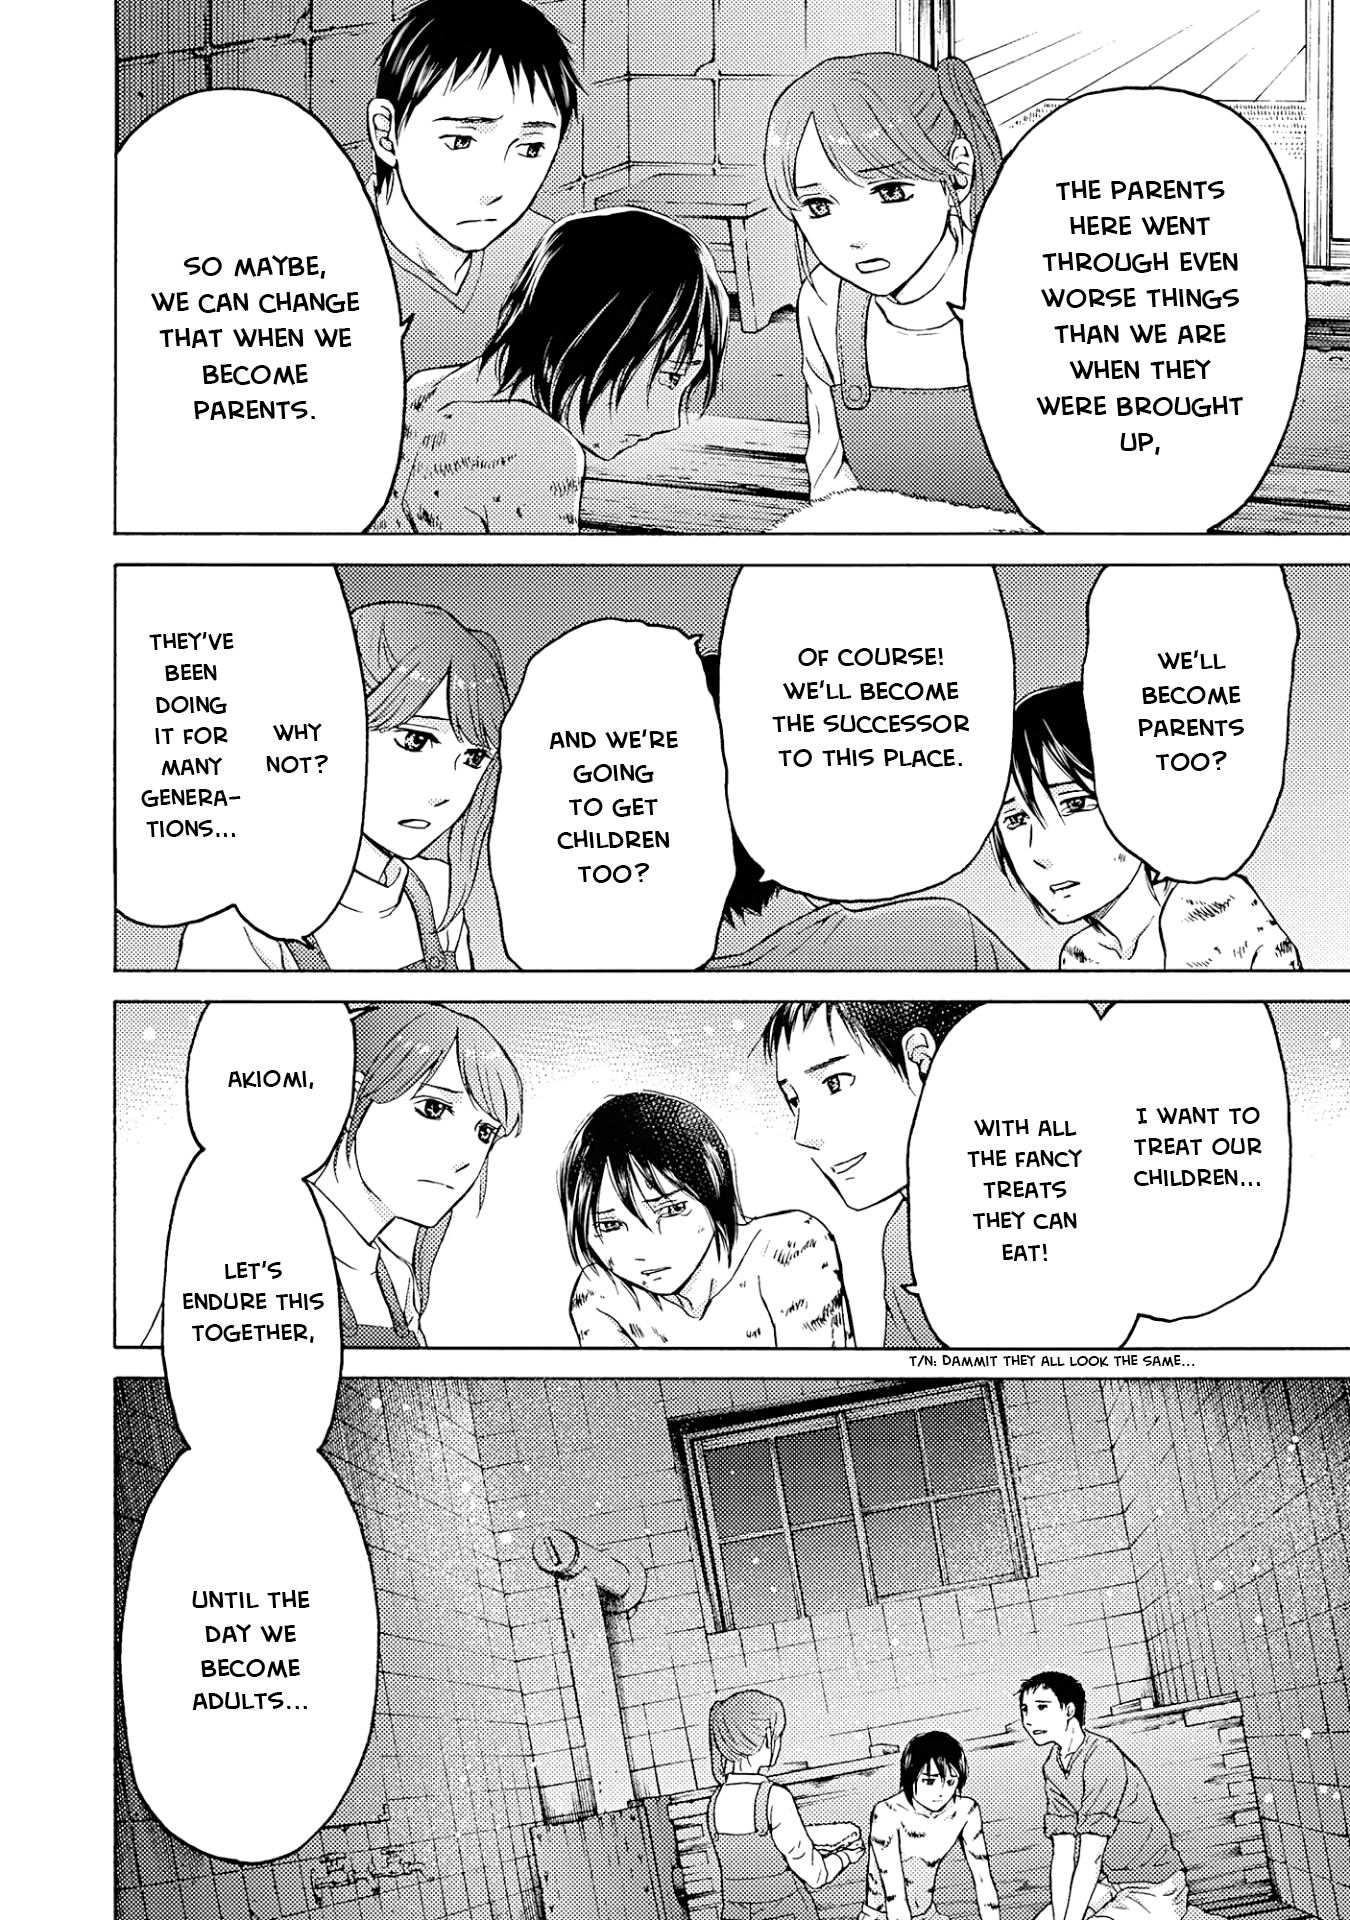 THE PARENTS
HERE WENT
THROUGH EVEN
WORSE THINGS
THAN WE ARE
WHEN THEY
WERE BROUGHT
UP,
SO MAYBE,
WE CAN CHANGE
THAT WHEN WE
BECOME
PARENTS.
WE'LL
BECOME
PARENTS
TOO?
OF COURSE!
WE'LL BECOME
THE SUCCESSOR
TO THIS PLACE.
AND WE'RE
GOING
TO GET
CHILDREN
TOO?
WHY
NOT?
THEY'VE
BEEN
DOING
IT FOR
MANY
GENERA-
TIONS...
I WANT TO
TREAT OUR
CHILDREN...
WITH ALL
THE FANCY
TREATS
THEY CAN
EAT!
T/N: DAMMIT THEY ALL LOOK THE SAME...
AKIOMI,
LET'S
ENDURE THIS
TOGETHER,
UNTIL THE
DAY WE
BECOME
ADULTS...